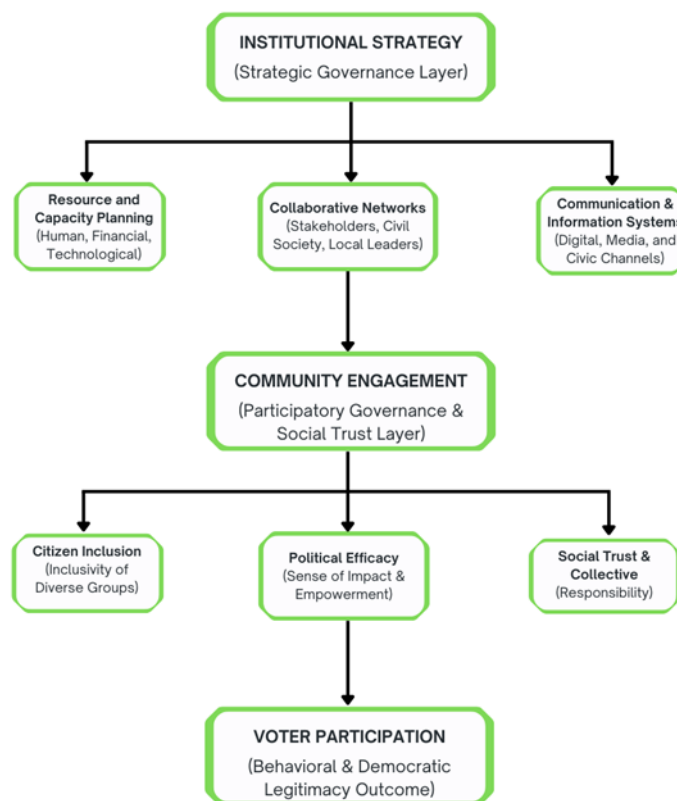 INSTITUTIONAL STRATEGY
(Strategic Governance Layer)
Resource and
Capacity Planning
(Human, Financial,
Technological)
Collaborative Networks
(Stakeholders, Civil
Society, Local Leaders)
Communication &
Information Systems
(Digital, Media, and
Civic Channels)
COMMUNITY ENGAGEMENT
(Participatory Governance &
Social Trust Layer)
Citizen Inclusion
(Inclusivity of
Diverse Groups)
Political Efficacy
(Sense of Impact &
Empowerment)
Social Trust &
Collective
(Responsibility)
VOTER PARTICIPATION
(Behavioral & Democratic
Legitimacy Outcome)